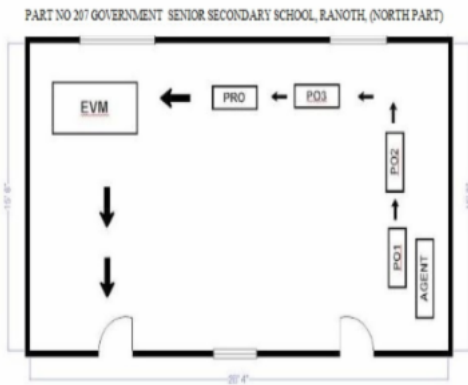 PART NO 207 GOVERNMENT SENIOR SECONDARY SCHOOL, RANOTH, (NORTH PART)
EVM
PRO
PO3
PO2
PO1
AGENT
20' 4"